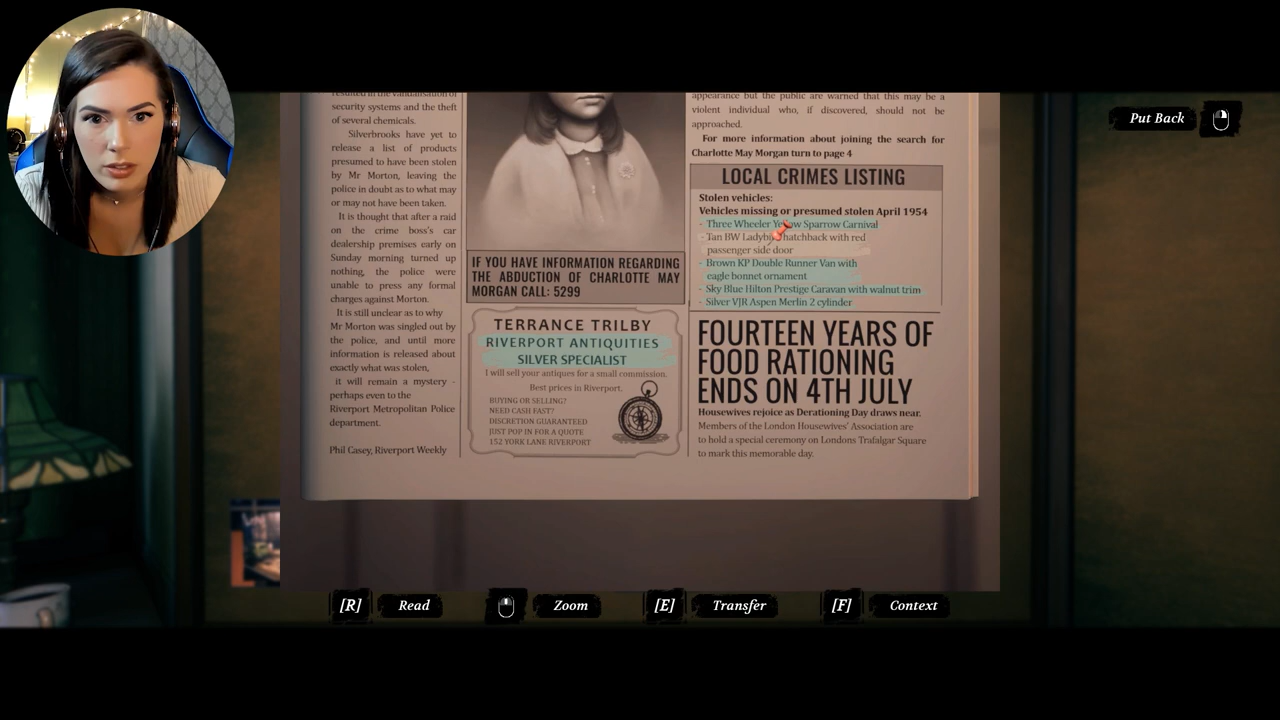 Put Back
resulted in the vandalisation of
security systems and the theft
of several chemicals.
Silverbrooks have yet to
release a list of products
presumed to have been stolen
by Mr Morton, leaving the
police in doubt as to what may
or may not have been taken.
It is thought that after a raid
on the crime boss's car
dealership premises early on
Sunday morning turned up
nothing, the police were
unable to press any formal
charges against Morton.
It is still unclear as to why
Mr Morton was singled out by
the police, and until more
information is released about
exactly what was stolen,
it will remain a mystery -
perhaps even to the
Riverport Metropolitan Police
department.
Phil Casey, Riverport Weekly
IF YOU HAVE INFORMATION REGARDING
THE ABDUCTION OF CHARLOTTE MAY
MORGAN CALL: 5299
TERRANCE TRILBY
RIVERPORT ANTIQUITIES
SILVER SPECIALIST
I will sell your antiques for a small commission.
Best prices in Riverport.
BUYING OR SELLING?
NEED CASH FAST?
DISCRETION GUARANTEED
JUST POP IN FOR A QUOTE
152 YORK LANE RIVERPORT
appearance but the public are warned that this may be a
violent individual who, if discovered, should not be
approached.
For more information about joining the search for
Charlotte May Morgan turn to page 4
LOCAL CRIMES LISTING
Stolen vehicles:
Vehicles missing or presumed stolen April 1954
- Three Wheeler Yellow Sparrow Carnival
- Tan BW Ladybird hatchback with red
passenger side door
- Brown KP Double Runner Van with
eagle bonnet ornament
- Sky Blue Hilton Prestige Caravan with walnut trim
- Silver VJR Aspen Merlin 2 cylinder
FOURTEEN YEARS OF
FOOD RATIONING
ENDS ON 4TH JULY
Housewives rejoice as Derationing Day draws near.
Members of the London Housewives' Association are
to hold a special ceremony on Londons Trafalgar Square
to mark this memorable day.
[R] Read
Zoom
[E] Transfer
[F] Context